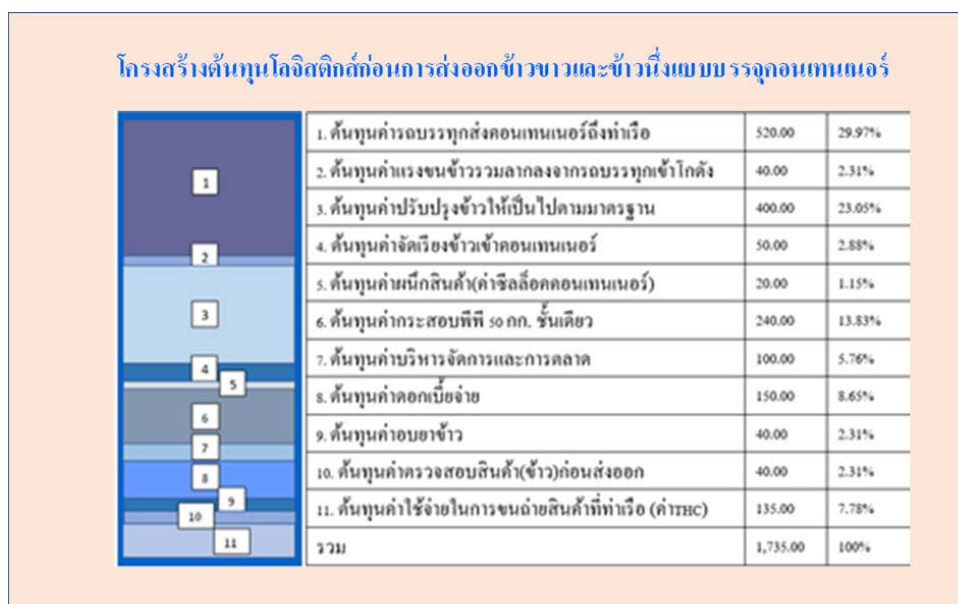 โครงสร้างต้นทุนโลจิสติกส์ก่อนการส่งออกข้าวขาวและข้าวนึ่งแบบบรรจุคอนเทนเนอร์
1
2
3
4
5
6
7
8
9
10
11
1. ต้นทุนค่ารถบรรทุกส่งคอนเทนเนอร์ถึงท่าเรือ 520.00 29.97%
2. ต้นทุนค่าแรงขนข้าวรวมลากลงจากรถบรรทุกเข้าโกดัง 40.00 2.31%
3. ต้นทุนค่าปรับปรุงข้าวให้เป็นไปตามมาตรฐาน 400.00 23.05%
4. ต้นทุนค่าจัดเรียงข้าวเข้าคอนเทนเนอร์ 50.00 2.88%
5. ต้นทุนค่าผนึกสินค้า(ค่าซีลล็อคคอนเทนเนอร์) 20.00 1.15%
6. ต้นทุนค่ากระสอบพีพี 50 กก. ชั้นเดียว 240.00 13.83%
7. ต้นทุนค่าบริหารจัดการและการตลาด 100.00 5.76%
8. ต้นทุนค่าดอกเบี้ยจ่าย 150.00 8.65%
9. ต้นทุนค่าอบยาข้าว 40.00 2.31%
10. ต้นทุนค่าตรวจสอบสินค้า(ข้าว)ก่อนส่งออก 40.00 2.31%
11. ต้นทุนค่าใช้จ่ายในการขนถ่ายสินค้าที่ท่าเรือ (ค่าTHC) 135.00 7.78%
รวม 1,735.00 100%